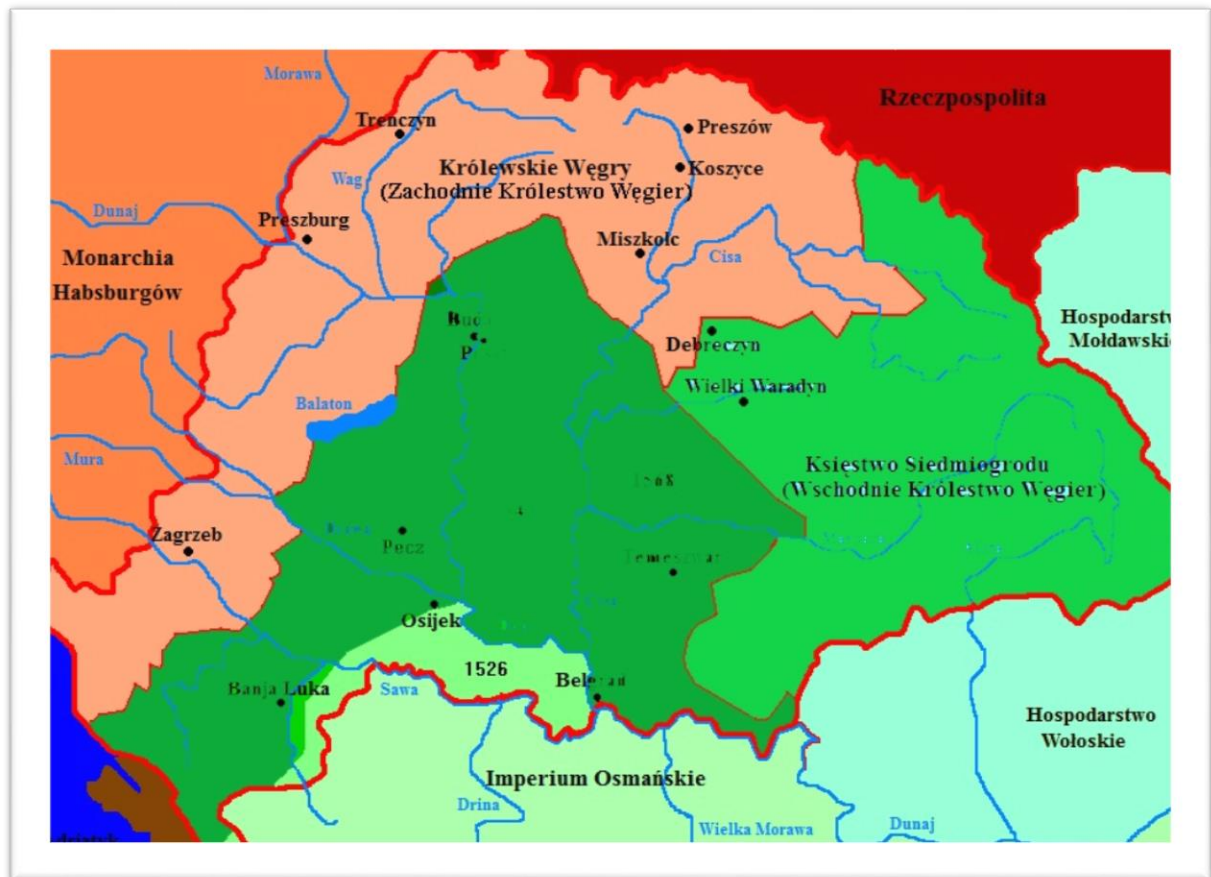 Morawa
Rzeczpospolita
Trenczyn
Preszów
Królewskie Węgry
Koszyce
(Zachodnie Królestwo Węgier)
Wag
Dunaj
Preszburg
Miszkolc
Cisa
Monarchia
Habsburgów
Hospodarstw
Mołdawskie
Debreczyn
Wielki Waradyn
Balaton
Mura
Księstwo Siedmiogrodu
(Wschodnie Królestwo Węgier)
Zagrzeb
Pecz
Temeszwar
Osijek
1526
Banja Luka
Sawa
Hospodarstwo
Wołoskie
Imperium Osmańskie
Drina
Wielka Morawa
Dunaj